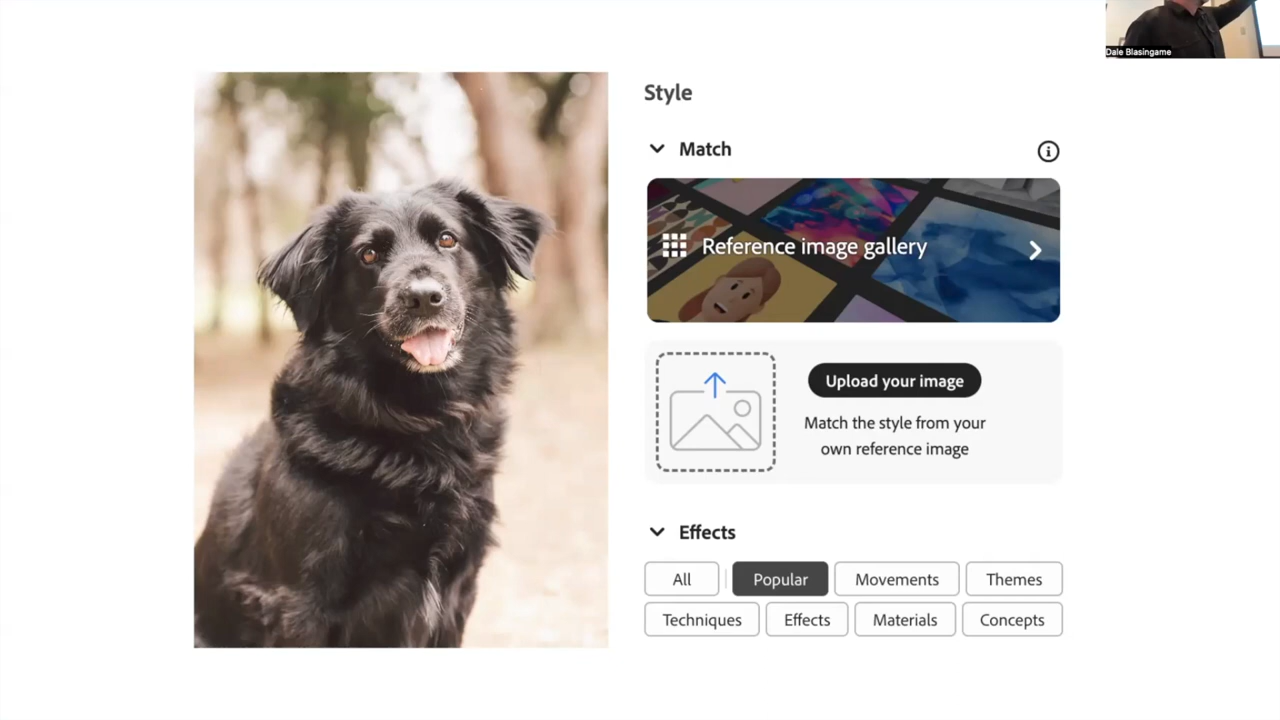 Dale Blasingame
Style
Match
Reference image gallery
Upload your image
Match the style from your
own reference image
Effects
All
Popular
Movements
Themes
Techniques
Effects
Materials
Concepts